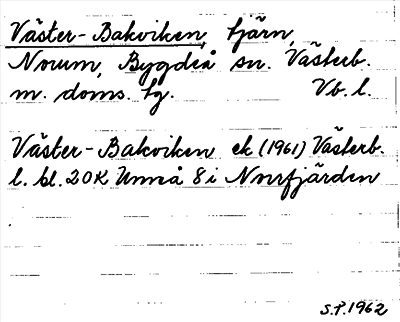 Väster-Bakviken, tjärn,
Norum, Bygdeå sn. Västerb.
m. doms. hg. Vb. l.
Väster-Bakviken ek (1961) Västerb.
l. bl. 20K Umeå 8i Norrfjärden
S.P. 1962